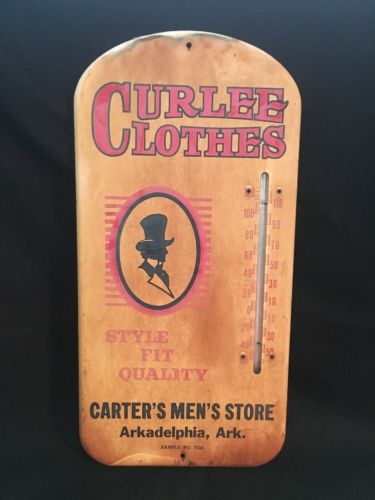 CURLEE
CLOTHES
STYLE
FIT
QUALITY
CARTER'S MEN'S STORE
Arkadelphia, Ark.